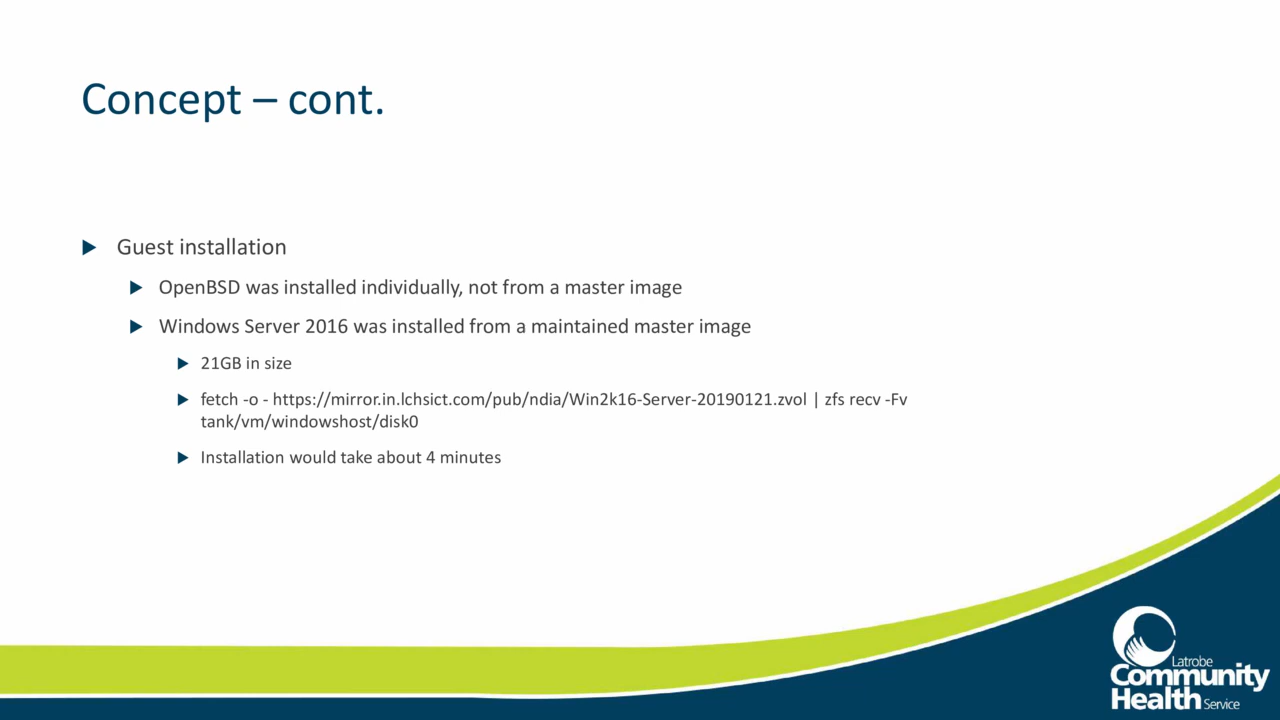 Concept – cont.
Guest installation
OpenBSD was installed individually, not from a master image
Windows Server 2016 was installed from a maintained master image
21GB in size
fetch -o - https://mirror.in.lchsict.com/pub/ndia/Win2k16-Server-20190121.zvol | zfs recv -Fv
tank/vm/windowshost/disk0
Installation would take about 4 minutes
Latrobe
Community
Health Service